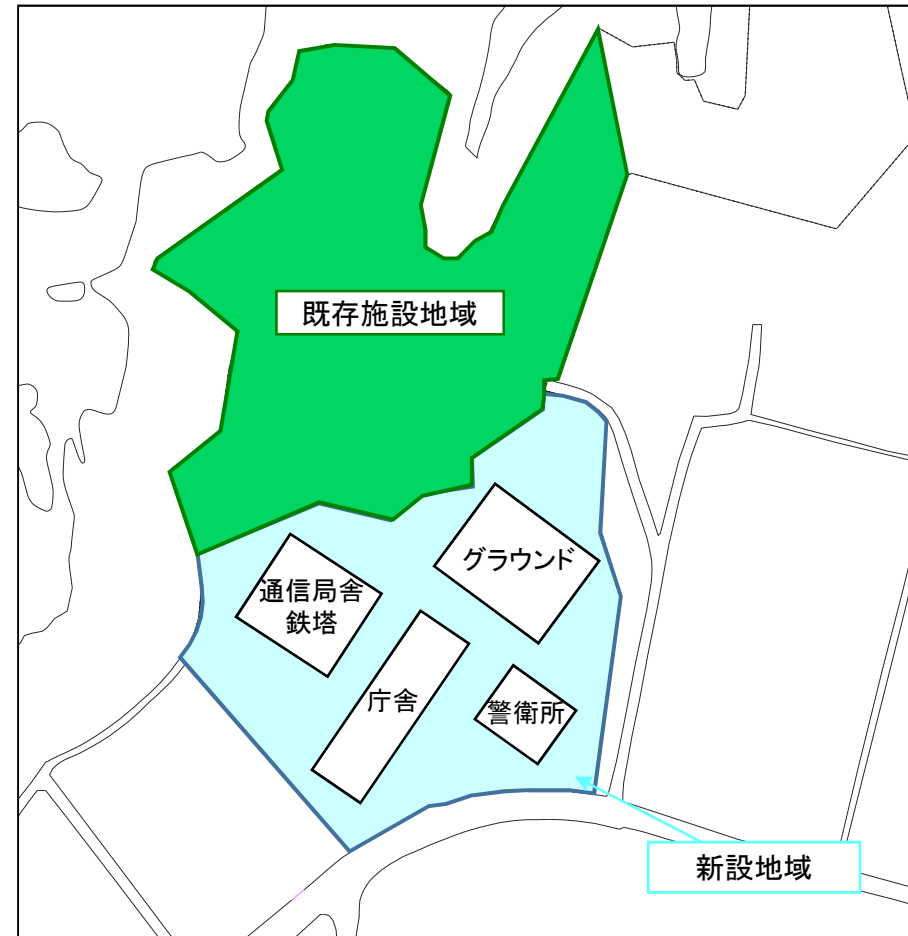 既存施設地域
グラウンド
通信局舎
鉄塔
庁舎
警衛所
新設地域